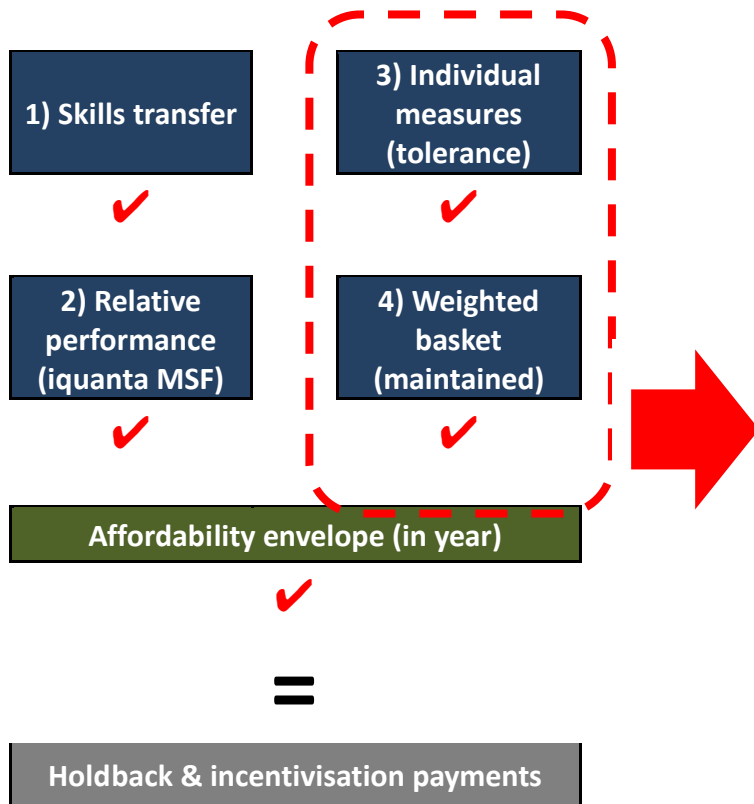 1) Skills transfer
3) Individual
measures
(tolerance)
2) Relative
performance
(iquanta MSF)
4) Weighted
basket
(maintained)
Affordability envelope (in year)
=
Holdback & incentivisation payments